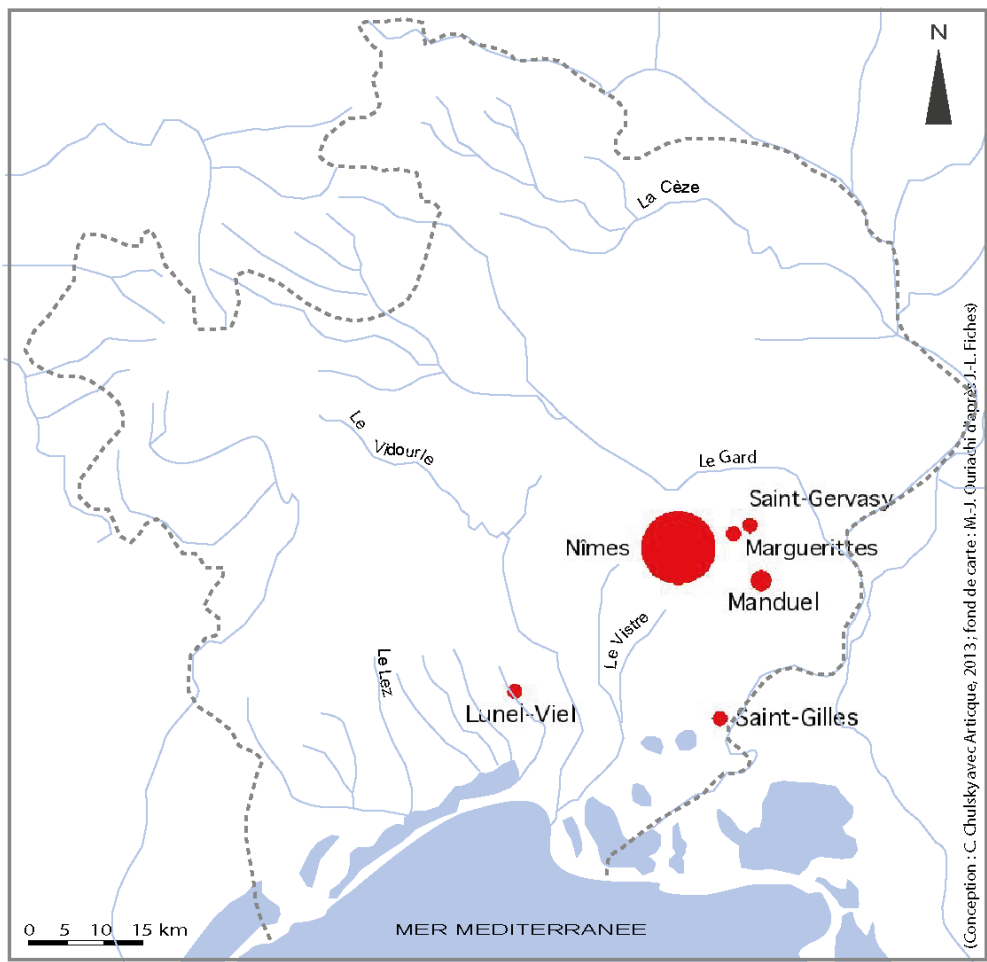 N
La Cèze
Le Vidourle
Le Gard
Saint-Gervasy
Nîmes
Marguerittes
Manduel
Le Vistre
Le Lez
Lunel-Viel
Saint-Gilles
0 5 10 15 km
MER MEDITERRANEE
(Conception : C. Chulsky avec Articque, 2013 ; fond de carte : M.-J. Ouriachi d'après J.-L. Fiches)